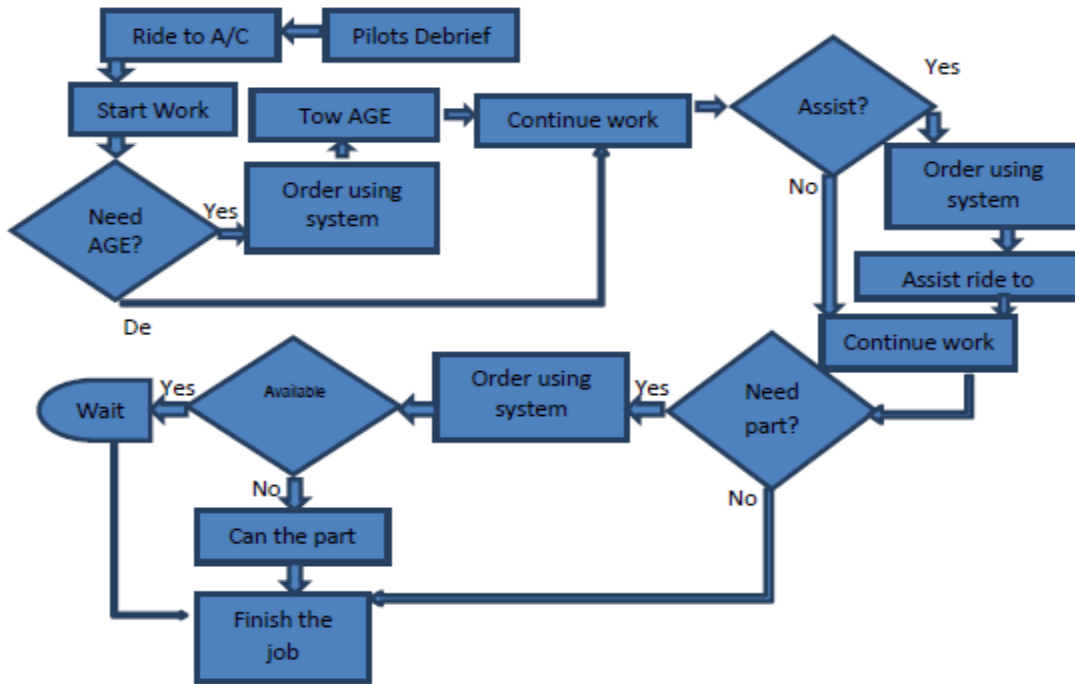 Pilots Debrief
Ride to A/C
Start Work
Need
AGE?
Yes
Order using
system
Tow AGE
De
Continue work
Assist?
Yes
Order using
system
Assist ride to
No
Continue work
Need
part?
Yes
Order using
system
Available
Yes
Wait
No
Can the part
No
Finish the
job